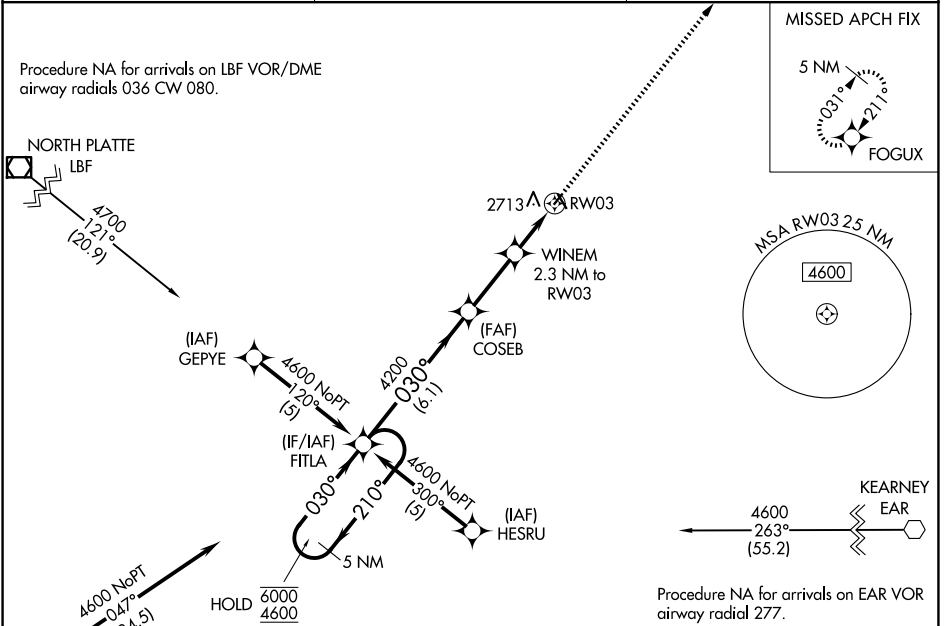 MISSED APCH FIX
5 NM
031°
211°
FOGUX
Procedure NA for arrivals on LBF VOR/DME
airway radials 036 CW 080.
NORTH PLATTE
LBF
4700
121°
(20.9)
2713
RW03
WINEM
2.3 NM to
RW03
MSA RW03 25 NM
4600
(FAF)
COSEB
4200
030°
(6.1)
(IAF)
GEPYE
4600 NoPT
120°
(5)
(IF/IAF)
FITLA
4600 NoPT
300°
(5)
(IAF)
HESRU
030°
210°
5 NM
HOLD
6000
4600
4600 NoPT
047°
KEARNEY
EAR
4600
263°
(55.2)
Procedure NA for arrivals on EAR VOR
airway radial 277.